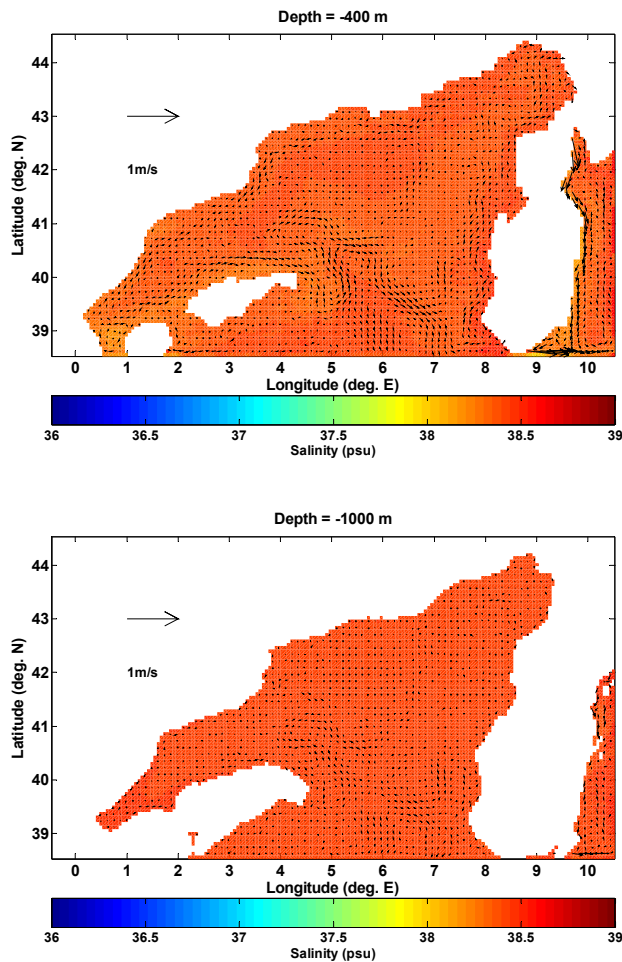 Depth = -400 m
44
43
42
41
40
39
Latitude (deg. N)
1m/s
0 1 2 3 4 5 6 7 8 9 10
Longitude (deg. E)
36 36.5 37 37.5 38 38.5 39
Salinity (psu)
Depth = -1000 m
44
43
42
41
40
39
Latitude (deg. N)
1m/s
0 1 2 3 4 5 6 7 8 9 10
Longitude (deg. E)
36 36.5 37 37.5 38 38.5 39
Salinity (psu)